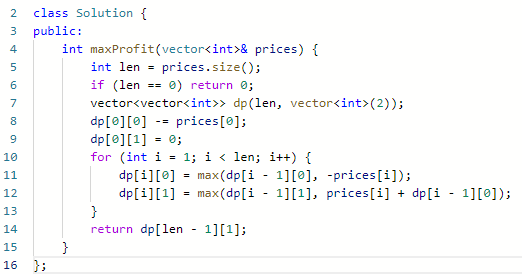 2 class Solution {
3 public:
4     int maxProfit(vector<int>& prices) {
5         int len = prices.size();
6         if (len == 0) return 0;
7         vector<vector<int>> dp(len, vector<int>(2));
8         dp[0][0] -= prices[0];
9         dp[0][1] = 0;
10         for (int i = 1; i < len; i++) {
11             dp[i][0] = max(dp[i - 1][0], -prices[i]);
12             dp[i][1] = max(dp[i - 1][1], prices[i] + dp[i - 1][0]);
13         }
14         return dp[len - 1][1];
15     }
16 };